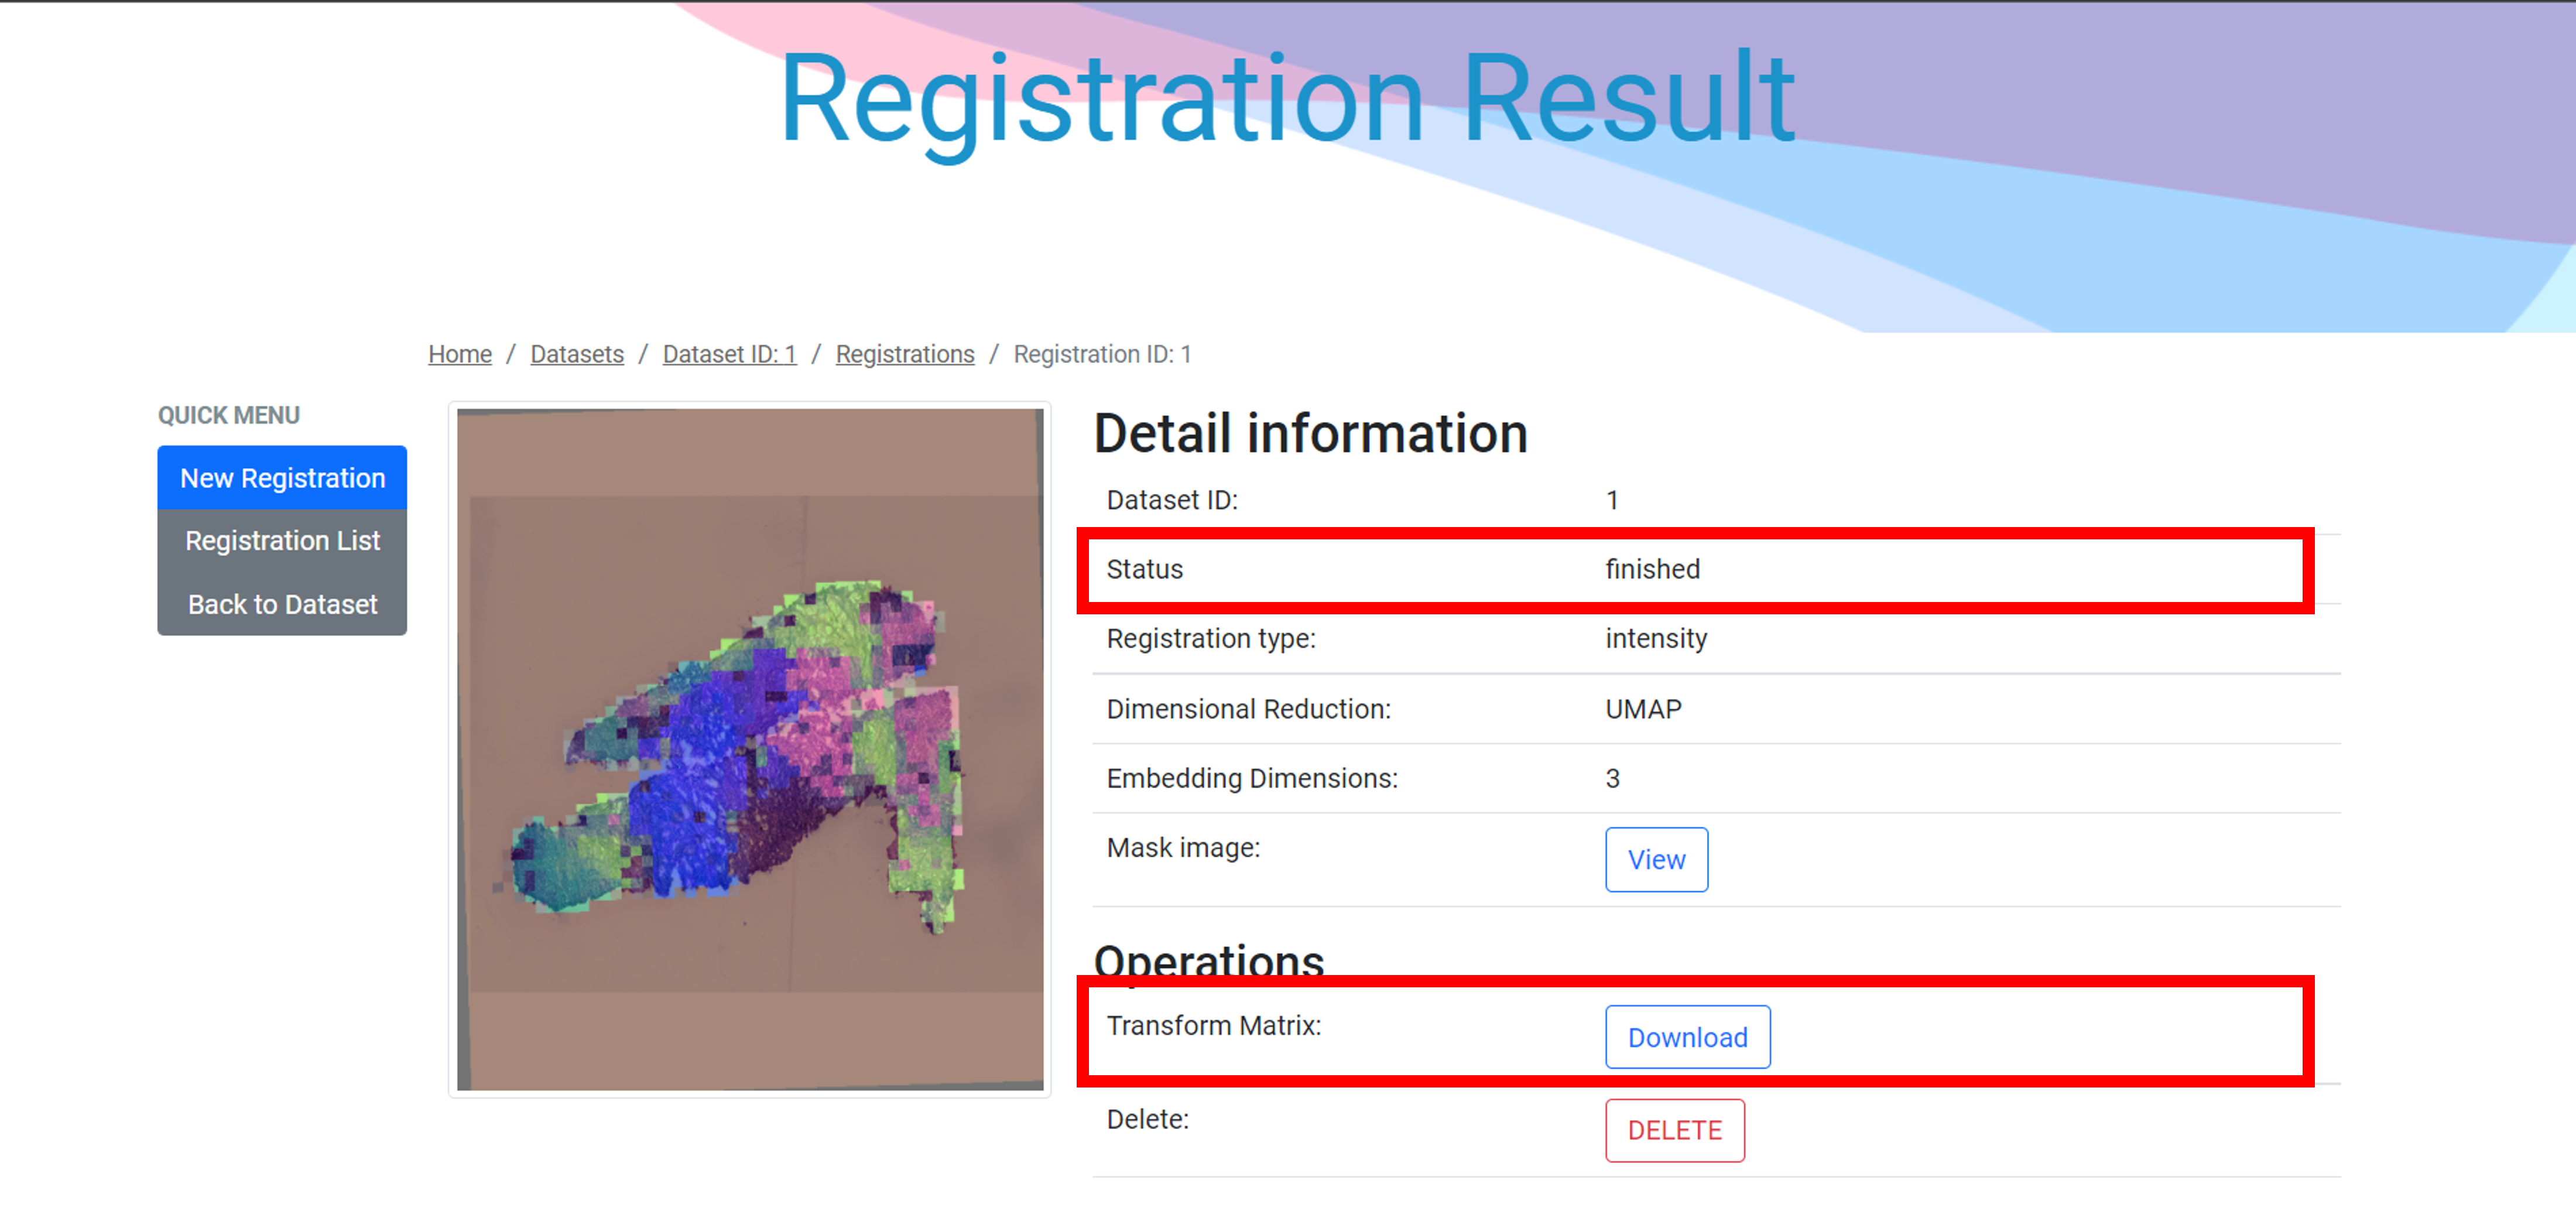 Registration Result
Home / Datasets / Dataset ID: 1 / Registrations / Registration ID: 1
QUICK MENU
New Registration
Registration List
Back to Dataset
Detail information
Dataset ID: 1
Status finished
Registration type: intensity
Dimensional Reduction: UMAP
Embedding Dimensions: 3
Mask image: View
Operations
Transform Matrix: Download
Delete: DELETE